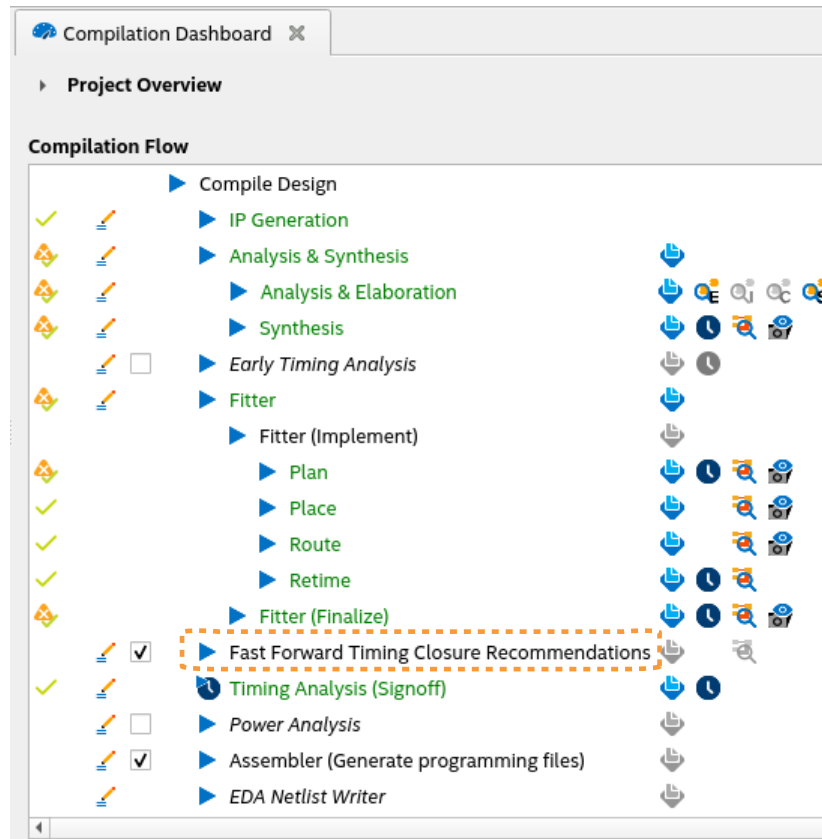 Compilation Dashboard
Project Overview
Compilation Flow
Compile Design
IP Generation
Analysis & Synthesis
Analysis & Elaboration
E J C S
Synthesis
Early Timing Analysis
Fitter
Fitter (Implement)
Plan
Place
Route
Retime
Fitter (Finalize)
Fast Forward Timing Closure Recommendations
Timing Analysis (Signoff)
Power Analysis
Assembler (Generate programming files)
EDA Netlist Writer